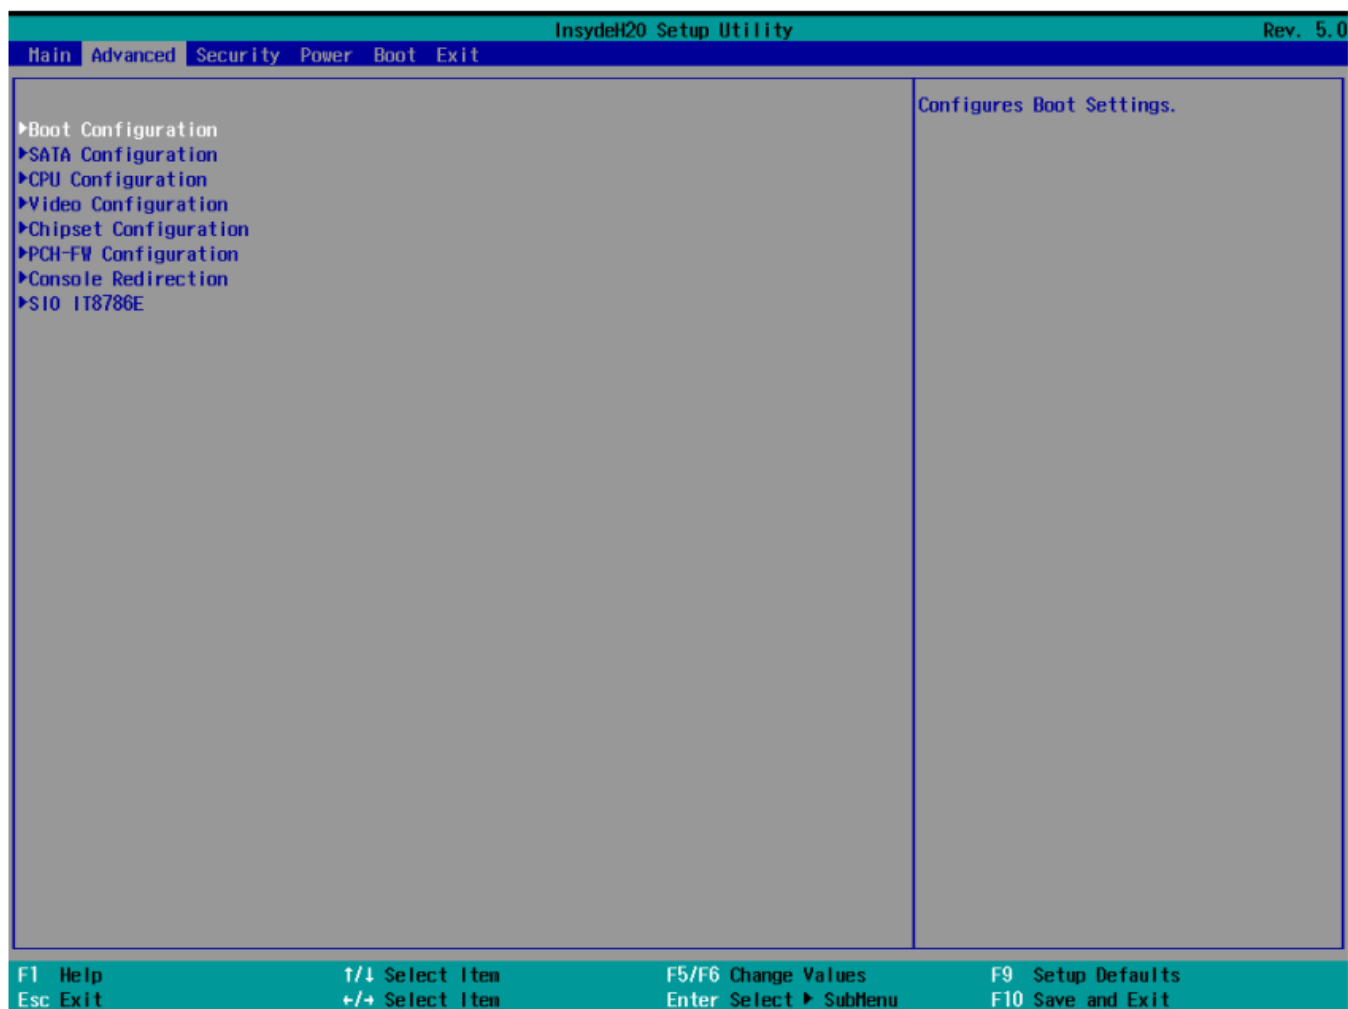 InsydeH2O Setup Utility Rev. 5.0
Main Advanced Security Power Boot Exit
Configures Boot Settings.
▶Boot Configuration
▶SATA Configuration
▶CPU Configuration
▶Video Configuration
▶Chipset Configuration
▶PCH-FW Configuration
▶Console Redirection
▶SIO IT8786E
F1 Help ↑/↓ Select Item F5/F6 Change Values F9 Setup Defaults
Esc Exit ←/→ Select Item Enter Select ▶ SubMenu F10 Save and Exit